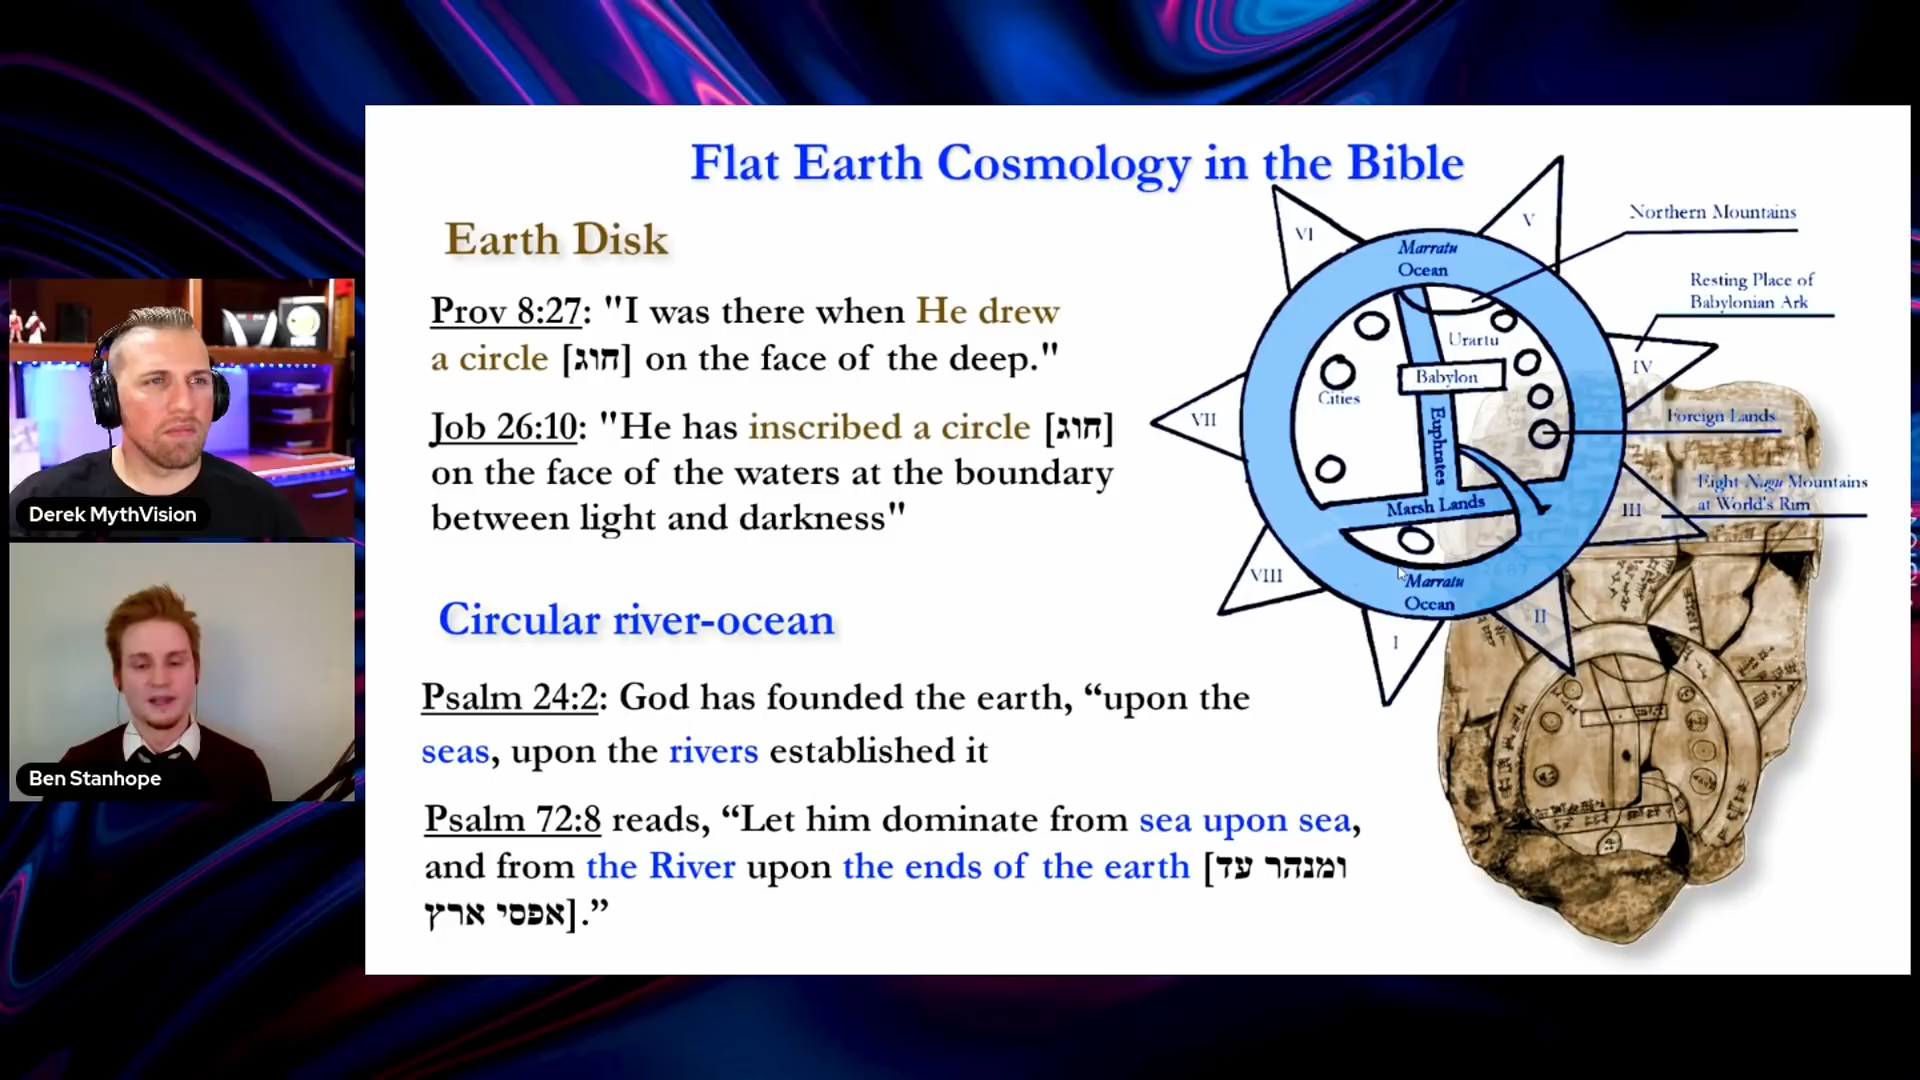 Flat Earth Cosmology in the Bible
Earth Disk
Prov 8:27: "I was there when He drew
a circle [חוג] on the face of the deep."
Job 26:10: "He has inscribed a circle [חוג]
on the face of the waters at the boundary
between light and darkness"
Circular river-ocean
Psalm 24:2: God has founded the earth, “upon the
seas, upon the rivers established it
Psalm 72:8 reads, “Let him dominate from sea upon sea,
and from the River upon the ends of the earth [ומנהר עד
אפסי ארץ].”
Northern Mountains
Resting Place of
Babylonian Ark
Foreign Lands
Eight Nagu Mountains
at World's Rim
VI
V
IV
VII
III
VIII
II
I
Marratu
Ocean
Urartu
Babylon
Cities
Euphrates
Marsh Lands
Marratu
Ocean
Derek MythVision
Ben Stanhope